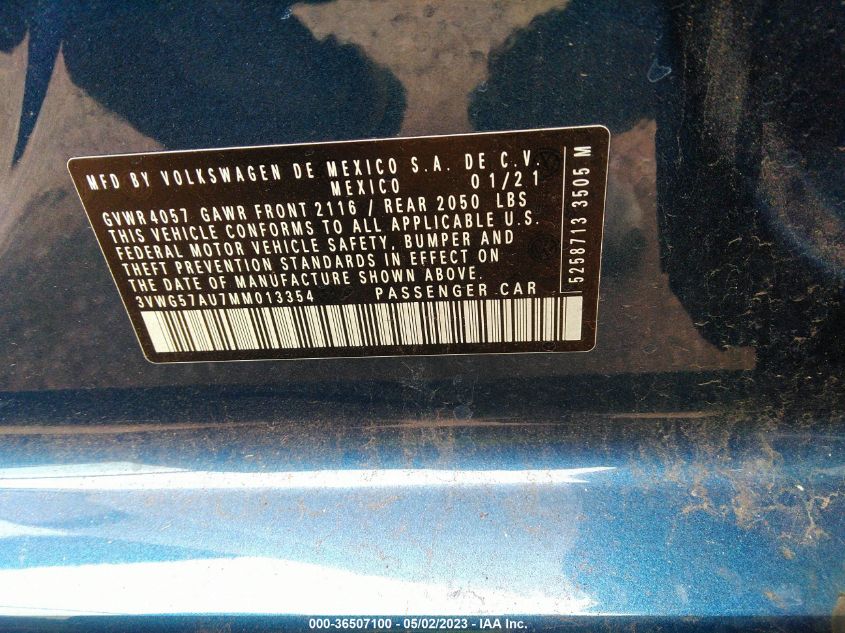 MFD BY VOLKSWAGEN DE MEXICO S.A. DE C.V.
MEXICO 01/21
GVWR 4057 GAWR FRONT 2116 / REAR 2050 LBS
THIS VEHICLE CONFORMS TO ALL APPLICABLE U.S.
FEDERAL MOTOR VEHICLE SAFETY, BUMPER AND
THEFT PREVENTION STANDARDS IN EFFECT ON
THE DATE OF MANUFACTURE SHOWN ABOVE.
3VWG57AU7MM013354 PASSENGER CAR
5258713 3505 M
000-36507100 - 05/02/2023 - IAA Inc.